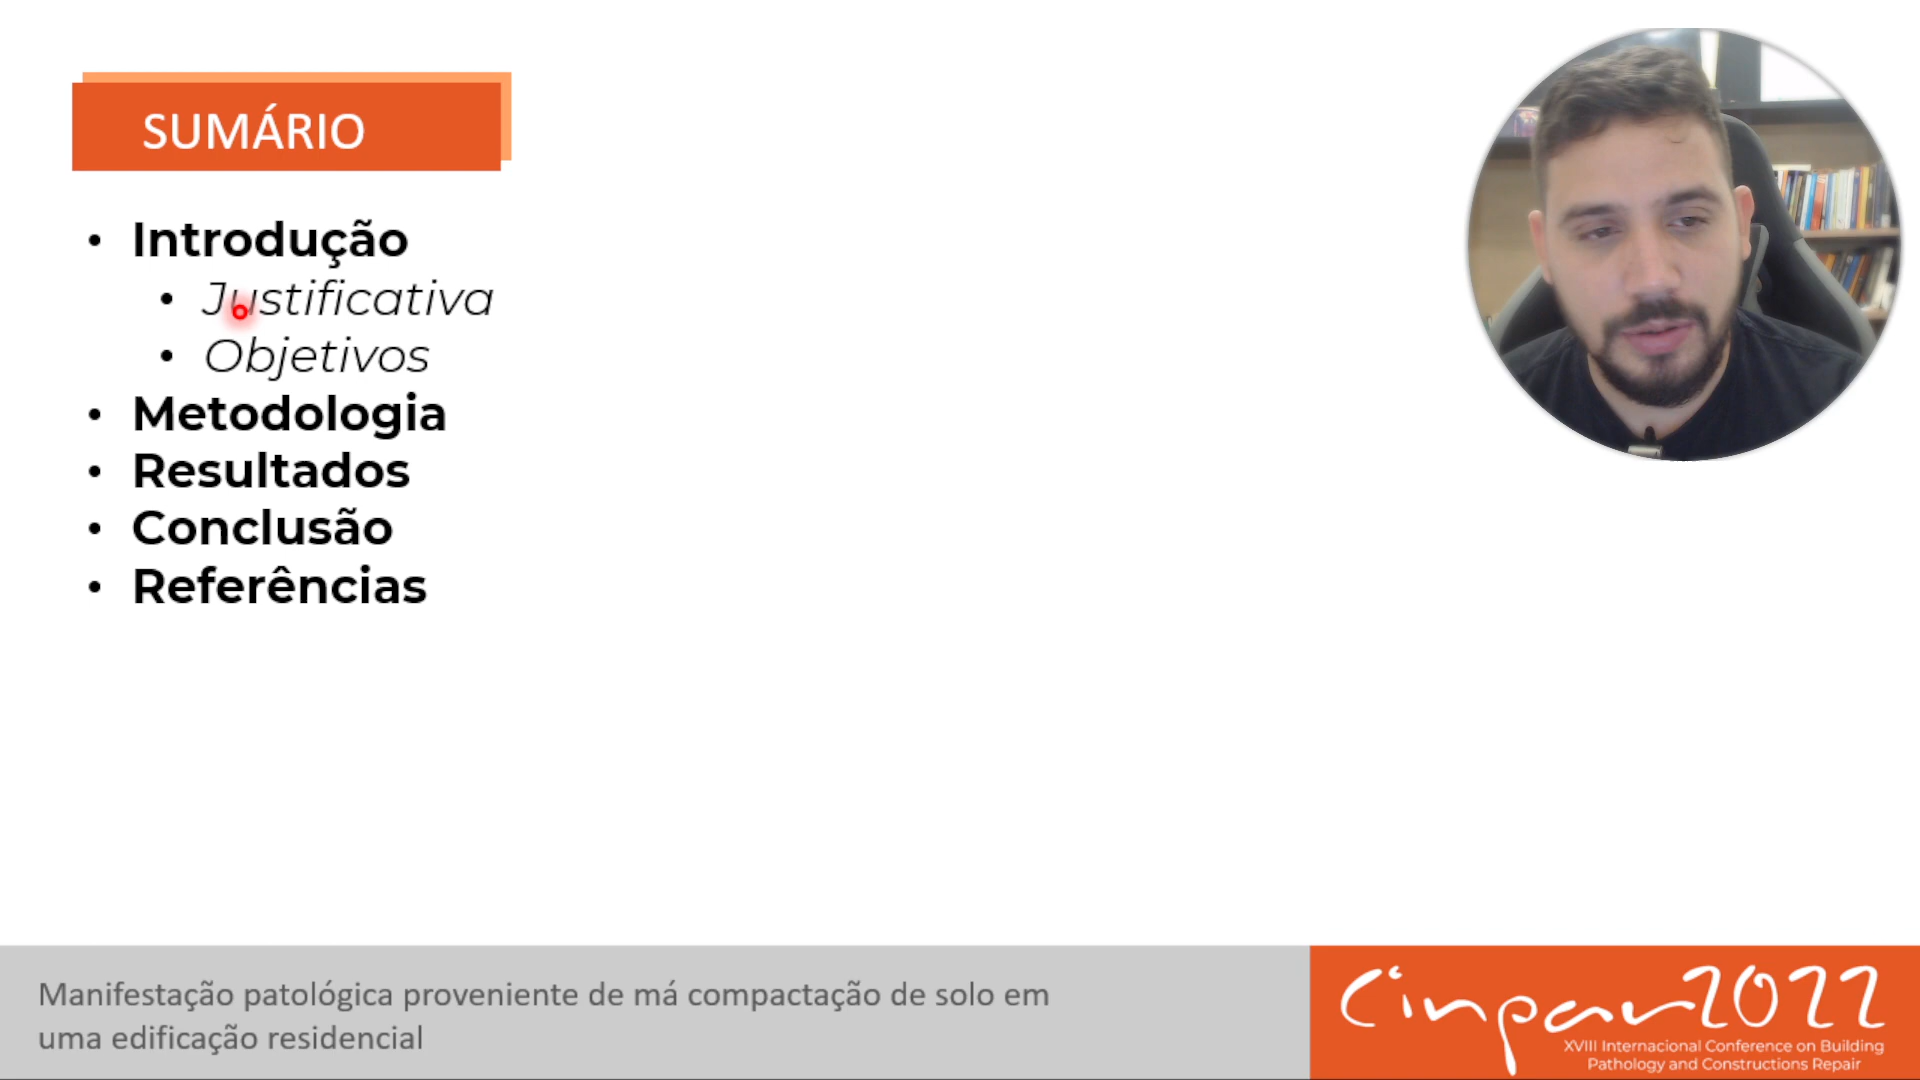 SUMÁRIO
• Introdução
• Justificativa
• Objetivos
• Metodologia
• Resultados
• Conclusão
• Referências
Manifestação patológica proveniente de má compactação de solo em
uma edificação residencial
Cinpar2022
XVIII Internacional Conference on Building
Pathology and Constructions Repair